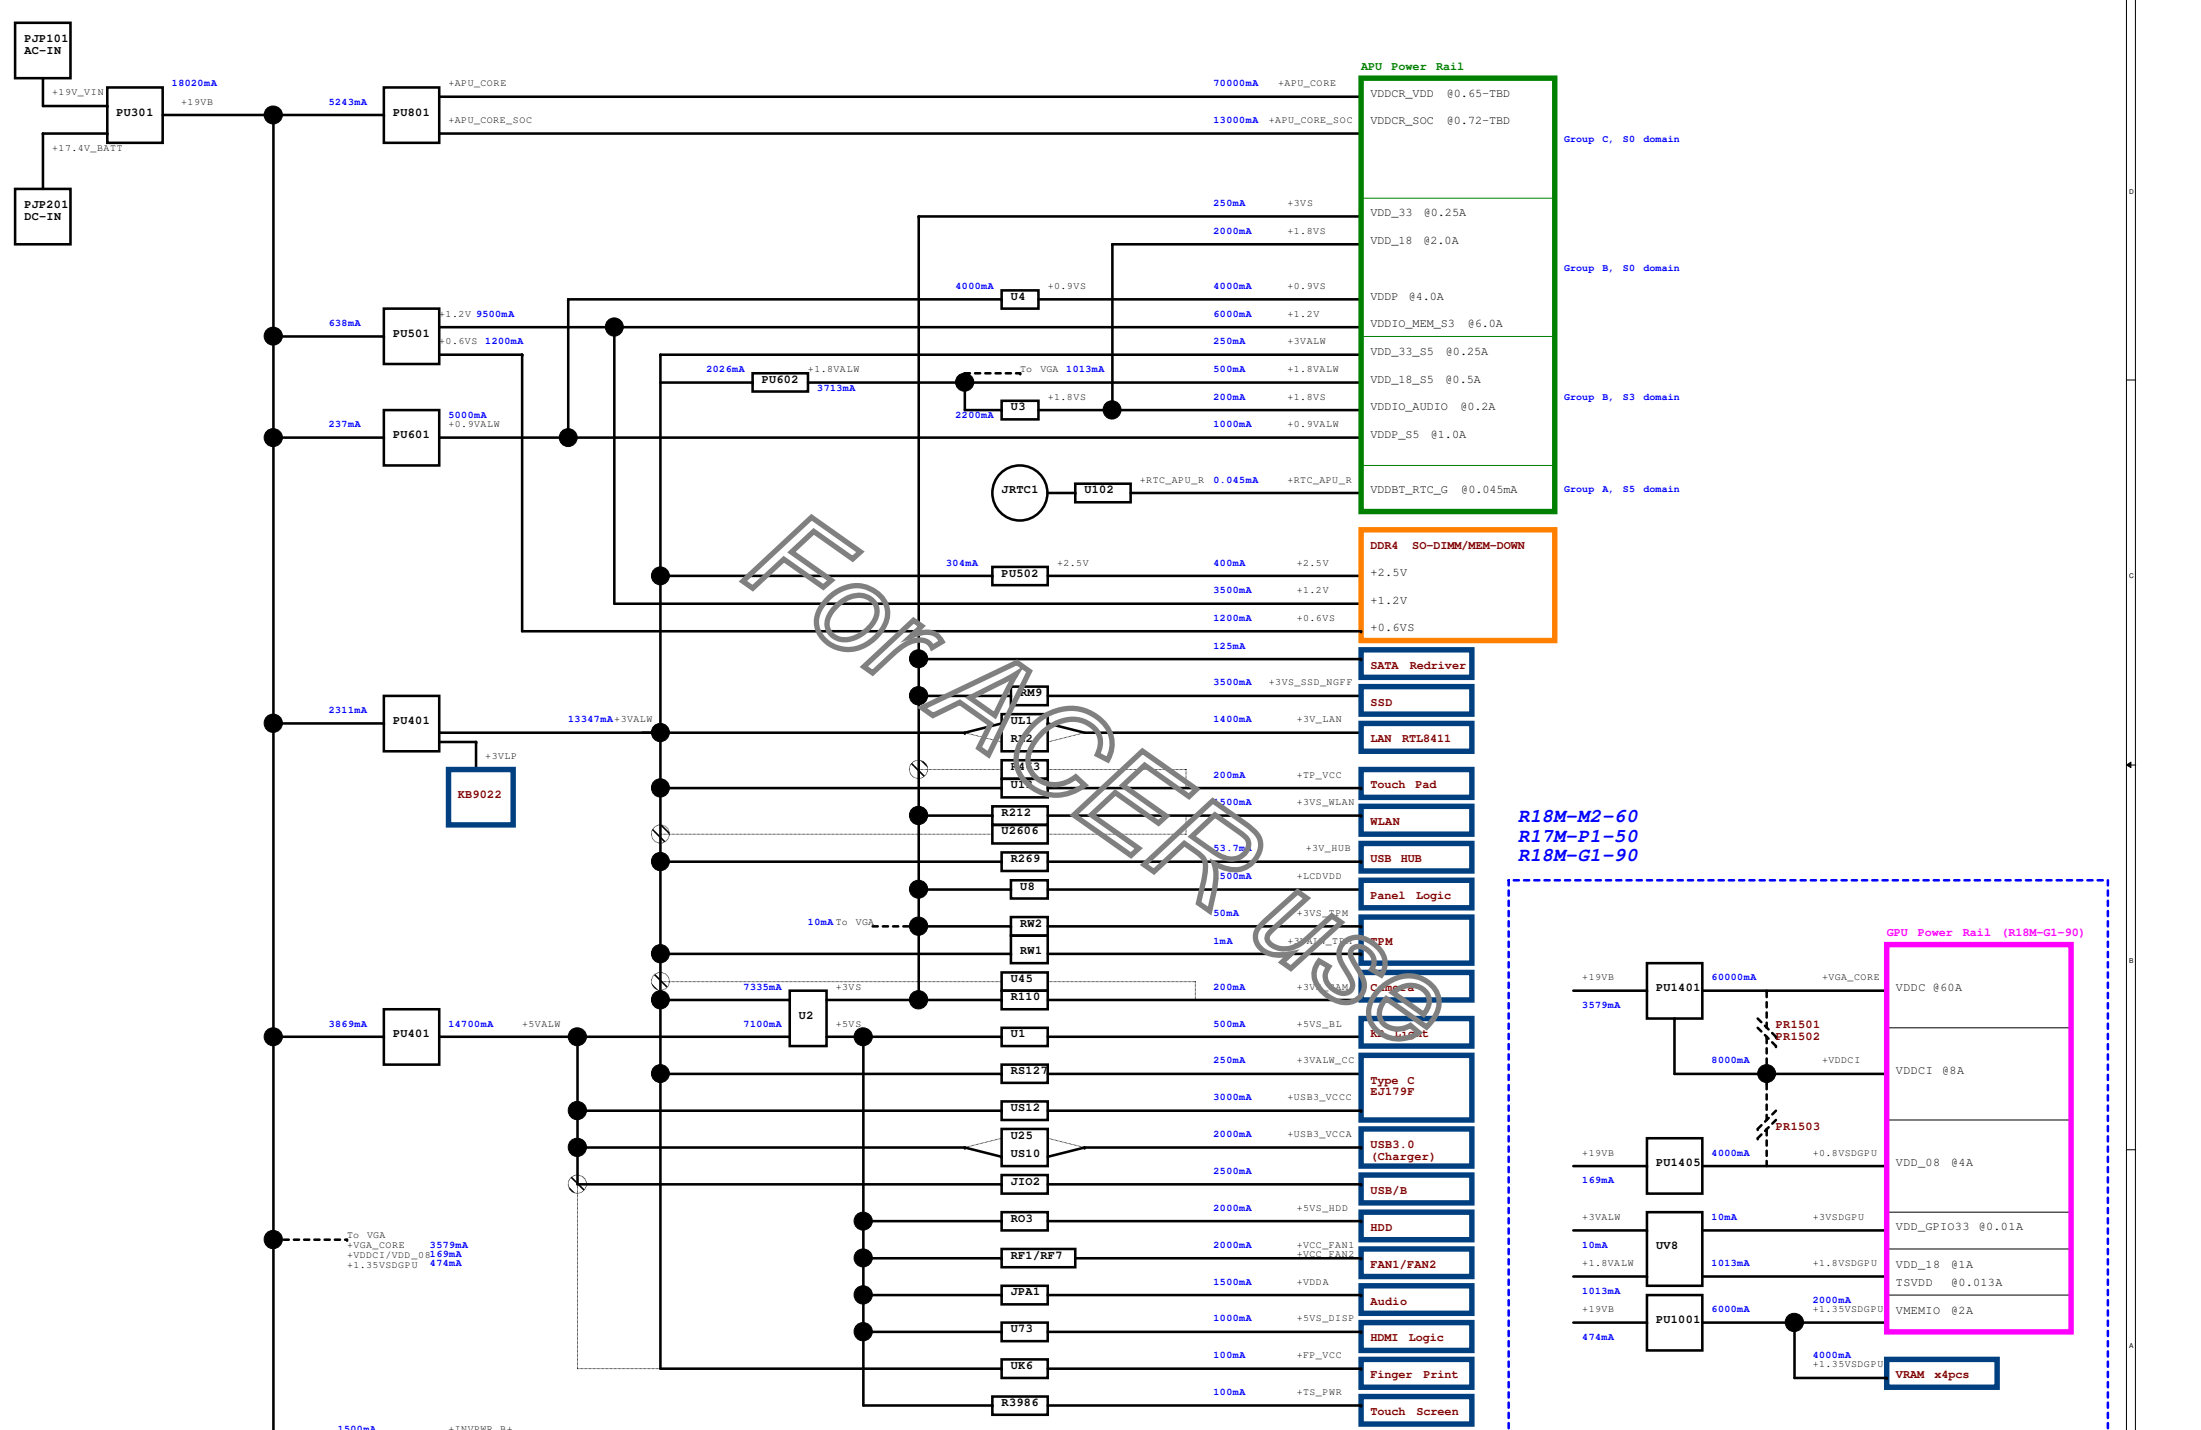 PJP101
AC-IN
+19V_VIN
18020mA
+19VB
PU301
+17.4V_BATT
PJP201
DC-IN
5243mA
PU801
+APU_CORE
+APU_CORE_SOC
70000mA +APU_CORE
13000mA +APU_CORE_SOC
APU Power Rail
VDDCR_VDD @0.65-TBD
VDDCR_SOC @0.72-TBD
Group C, S0 domain
250mA +3VS
VDD_33 @0.25A
2000mA +1.8VS
VDD_18 @2.0A
Group B, S0 domain
4000mA U4 +0.9VS
4000mA +0.9VS
VDDP @4.0A
638mA
PU501
+1.2V 9500mA
+0.6VS 1200mA
6000mA +1.2V
VDDIO_MEM_S3 @6.0A
250mA +3VALW
VDD_33_S5 @0.25A
2026mA PU602 +1.8VALW
3713mA
To VGA 1013mA
500mA +1.8VALW
VDD_18_S5 @0.5A
2200mA U3 +1.8VS
200mA +1.8VS
VDDIO_AUDIO @0.2A
Group B, S3 domain
237mA
PU601
5000mA
+0.9VALW
1000mA +0.9VALW
VDDP_S5 @1.0A
JRTC1
U102
+RTC_APU_R 0.045mA +RTC_APU_R
VDDBT_RTC_G @0.045mA
Group A, S5 domain
For ACER use
DDR4 SO-DIMM/MEM-DOWN
304mA PU502 +2.5V
400mA +2.5V
+2.5V
3500mA +1.2V
+1.2V
1200mA +0.6VS
+0.6VS
125mA
SATA Redriver
RM9
3500mA +3VS_SSD_NGFF
SSD
2311mA
PU401
13347mA +3VALW
+3VLP
KB9022
UL1
1400mA +3V_LAN
LAN RTL8411
200mA +TP_VCC
Touch Pad
R212
U2606
+3VS_WLAN
WLAN
R269
+3V_HUB
USB HUB
U8
+LCDVDD
Panel Logic
10mA To VGA
RW2
50mA +3VS_TPM
RW1
1mA
TPM
U45
R110
200mA
Camera
7335mA
7100mA
U2
+3VS
+5VS
3869mA
PU401
14700mA +5VALW
U1
500mA +5VS_BL
RS127
250mA +3VALW_CC
Type C
EJ179F
US12
3000mA +USB3_VCCC
U25
US10
2000mA +USB3_VCCA
USB3.0
(Charger)
JIO2
2500mA
USB/B
RO3
2000mA +5VS_HDD
HDD
RF1/RF7
2000mA +VCC_FAN1
+VCC_FAN2
FAN1/FAN2
JPA1
1500mA +VDDA
Audio
U73
1000mA +5VS_DISP
HDMI Logic
UK6
100mA +FP_VCC
Finger Print
R3986
100mA +TS_PWR
Touch Screen
To VGA
+VGA_CORE 3579mA
+VDDCI/VDD_08 169mA
+1.35VSDGPU 474mA
1500mA +INVPWR_B+
R18M-M2-60
R17M-P1-50
R18M-G1-90
GPU Power Rail (R18M-G1-90)
+19VB
3579mA
PU1401
60000mA +VGA_CORE
VDDC @60A
PR1501
PR1502
8000mA +VDDCI
VDDCI @8A
PR1503
+19VB
169mA
PU1405
4000mA +0.8VSDGPU
VDD_08 @4A
+3VALW
10mA
UV8
10mA +3VSDGPU
VDD_GPIO33 @0.01A
+1.8VALW
1013mA
1013mA +1.8VSDGPU
VDD_18 @1A
TSVDD @0.013A
+19VB
474mA
PU1001
6000mA
2000mA
+1.35VSDGPU
VMEMIO @2A
4000mA
+1.35VSDGPU
VRAM x4pcs
D
C
B
A